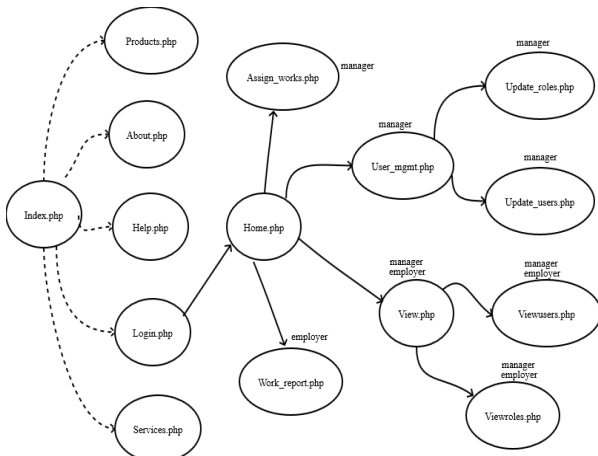 Products.php
Assign_works.php
manager
manager
Update_roles.php
About.php
manager
User_mgmt.php
manager
Update_users.php
Index.php
Help.php
Home.php
manager
employer
View.php
manager
employer
Viewusers.php
Login.php
employer
Work_report.php
manager
employer
Viewroles.php
Services.php